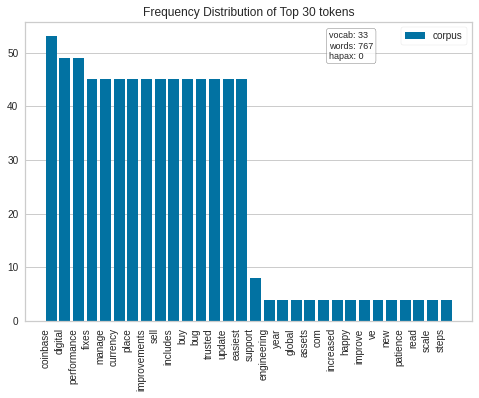 Frequency Distribution of Top 30 tokens
vocab: 33
words: 767
hapax: 0
corpus
50
40
30
20
10
0
coinbase
digital
performance
fixes
manage
currency
place
improvements
sell
includes
buy
bug
trusted
update
easiest
support
engineering
year
global
assets
com
increased
happy
improve
ve
new
patience
read
scale
steps